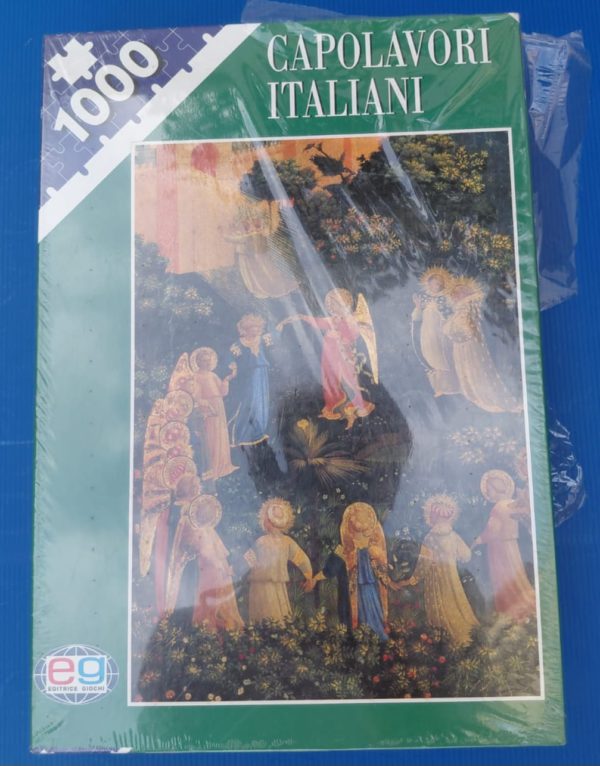 1000
CAPOLAVORI
ITALIANI
eg
EDITRICE GIOCHI